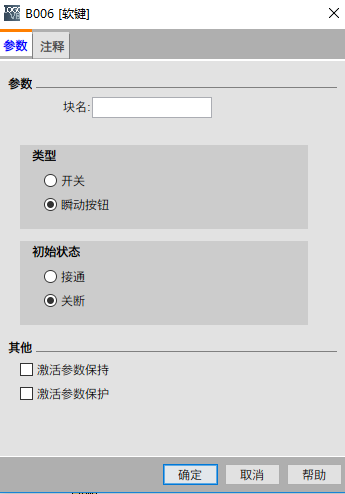 B006 [软键]
参数 注释
参数
块名:
类型
开关
瞬动按钮
初始状态
接通
关断
其他
激活参数保持
激活参数保护
确定 取消 帮助